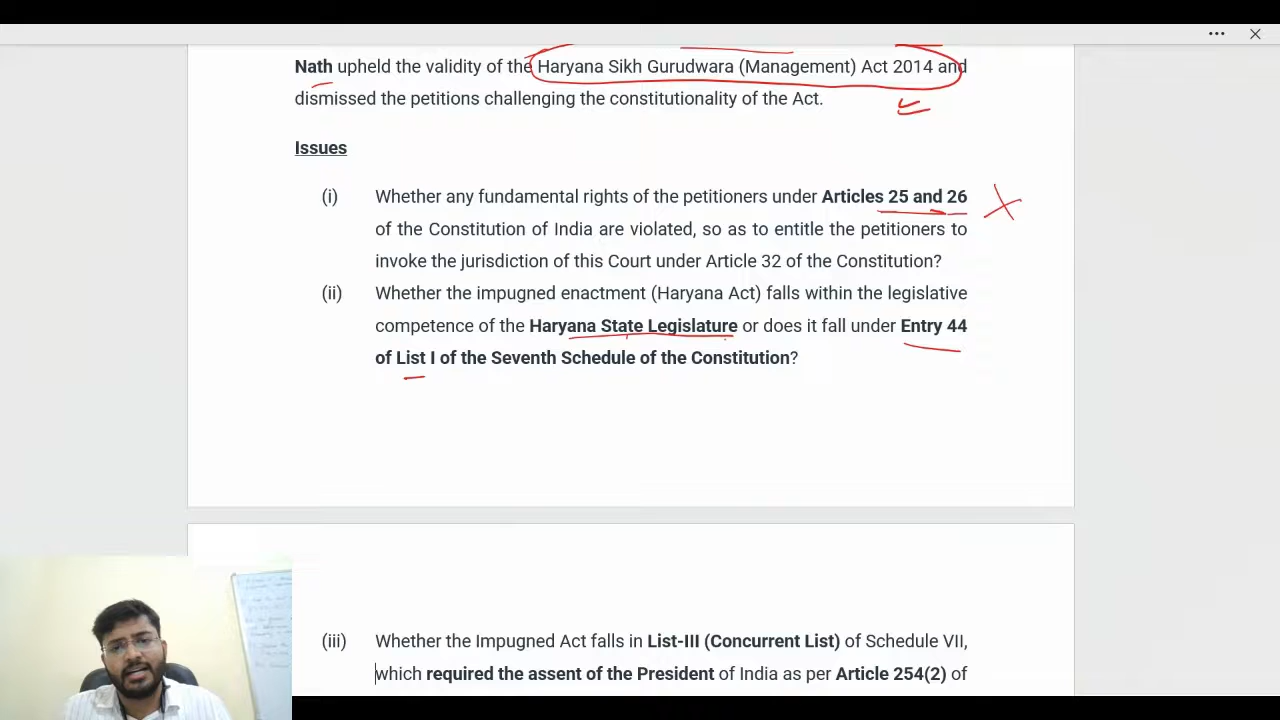 Nath upheld the validity of the Haryana Sikh Gurudwara (Management) Act 2014 and
dismissed the petitions challenging the constitutionality of the Act.
Issues
(i) Whether any fundamental rights of the petitioners under Articles 25 and 26
of the Constitution of India are violated, so as to entitle the petitioners to
invoke the jurisdiction of this Court under Article 32 of the Constitution?
(ii) Whether the impugned enactment (Haryana Act) falls within the legislative
competence of the Haryana State Legislature or does it fall under Entry 44
of List I of the Seventh Schedule of the Constitution?
(iii) Whether the Impugned Act falls in List-III (Concurrent List) of Schedule VII,
which required the assent of the President of India as per Article 254(2) of